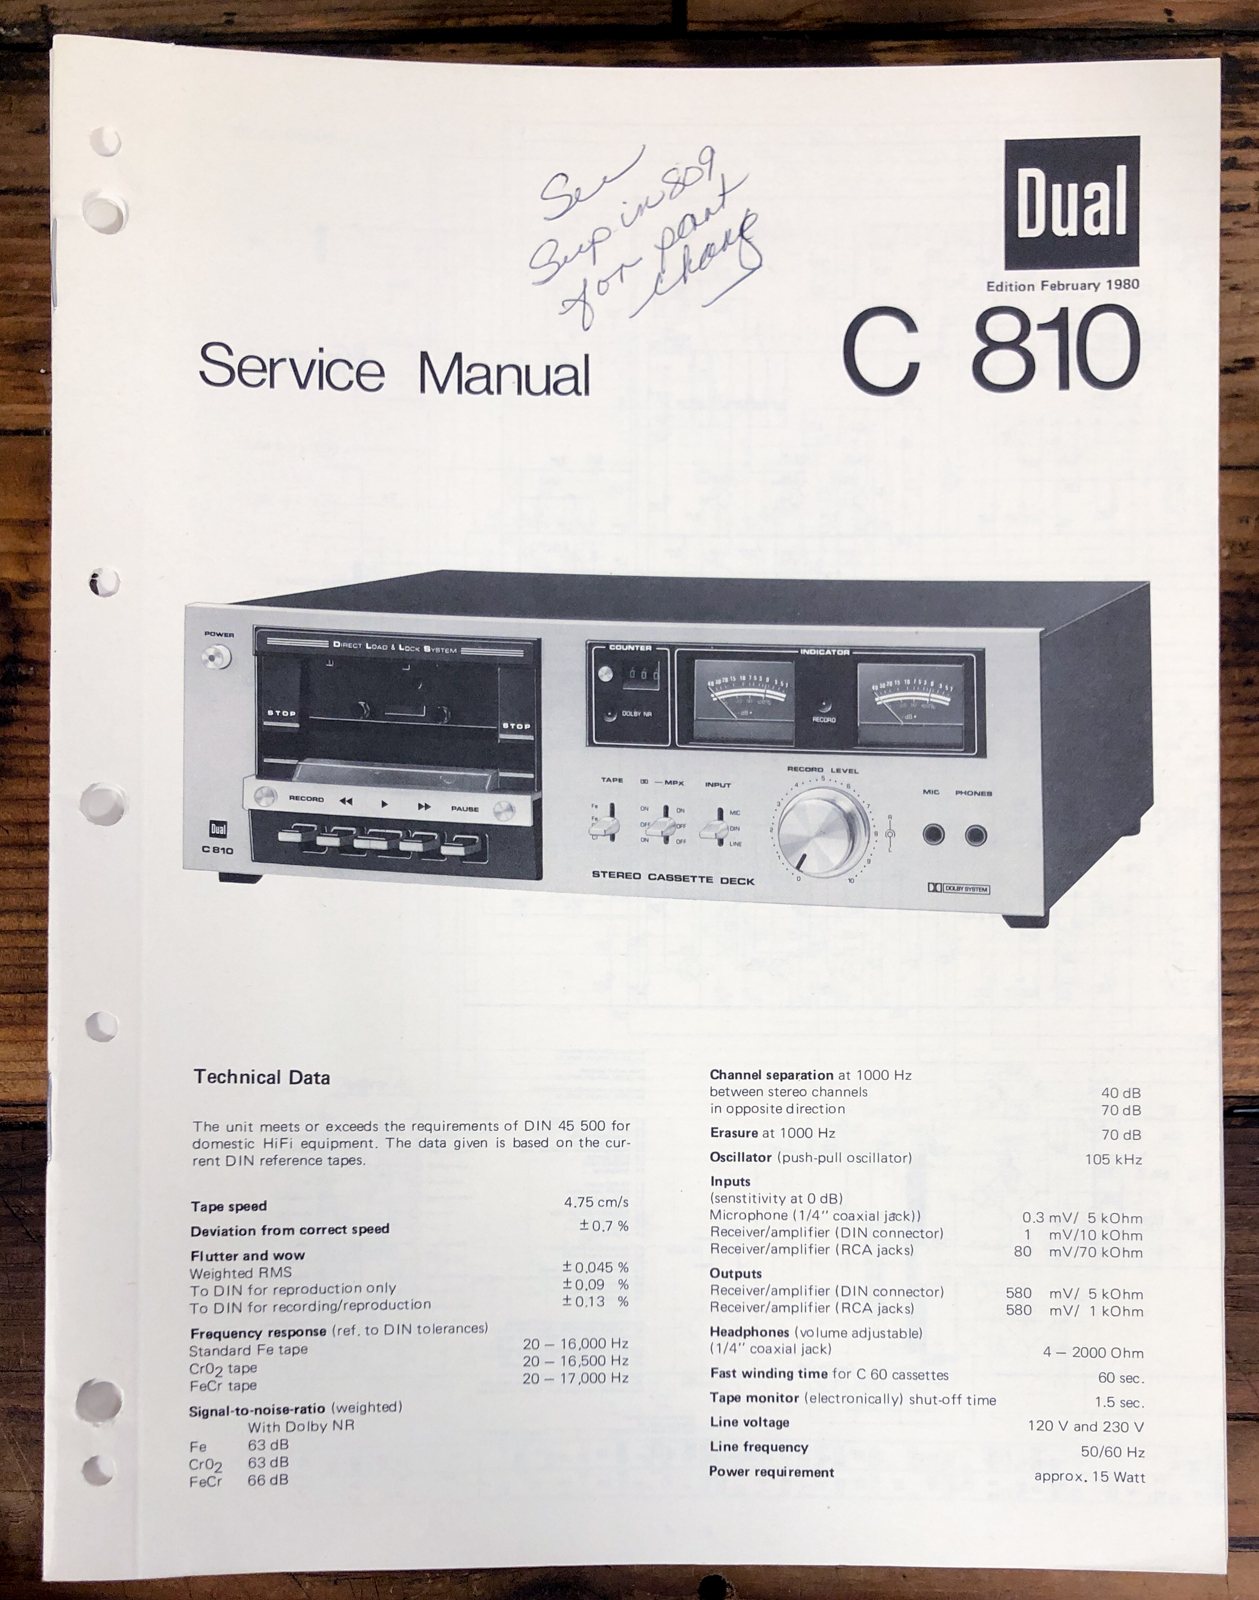 See
Sup in 809
for part
change
Dual
Edition February 1980
C 810
Service Manual
POWER
DIRECT LOAD & LOCK SYSTEM
STOP
STOP
RECORD
PAUSE
Dual
C 810
COUNTER
DOLBY NR
INDICATOR
RECORD
TAPE
MPX
INPUT
Fe
ON
ON
MIC
OFF
OFF
DIN
ON
OFF
LINE
RECORD LEVEL
0
10
MIC
PHONES
STEREO CASSETTE DECK
DOLBY SYSTEM
Technical Data
The unit meets or exceeds the requirements of DIN 45 500 for
domestic HiFi equipment. The data given is based on the cur-
rent DIN reference tapes.
Tape speed 4.75 cm/s
Deviation from correct speed ± 0.7 %
Flutter and wow
Weighted RMS ± 0.045 %
To DIN for reproduction only ± 0.09 %
To DIN for recording/reproduction ± 0.13 %
Frequency response (ref. to DIN tolerances)
Standard Fe tape 20 – 16,000 Hz
CrO2 tape 20 – 16,500 Hz
FeCr tape 20 – 17,000 Hz
Signal-to-noise-ratio (weighted)
With Dolby NR
Fe 63 dB
CrO2 63 dB
FeCr 66 dB
Channel separation at 1000 Hz
between stereo channels 40 dB
in opposite direction 70 dB
Erasure at 1000 Hz 70 dB
Oscillator (push-pull oscillator) 105 kHz
Inputs
(senstitivity at 0 dB)
Microphone (1/4'' coaxial jack)) 0.3 mV/ 5 kOhm
Receiver/amplifier (DIN connector) 1 mV/10 kOhm
Receiver/amplifier (RCA jacks) 80 mV/70 kOhm
Outputs
Receiver/amplifier (DIN connector) 580 mV/ 5 kOhm
Receiver/amplifier (RCA jacks) 580 mV/ 1 kOhm
Headphones (volume adjustable)
(1/4'' coaxial jack) 4 – 2000 Ohm
Fast winding time for C 60 cassettes 60 sec.
Tape monitor (electronically) shut-off time 1.5 sec.
Line voltage 120 V and 230 V
Line frequency 50/60 Hz
Power requirement approx. 15 Watt